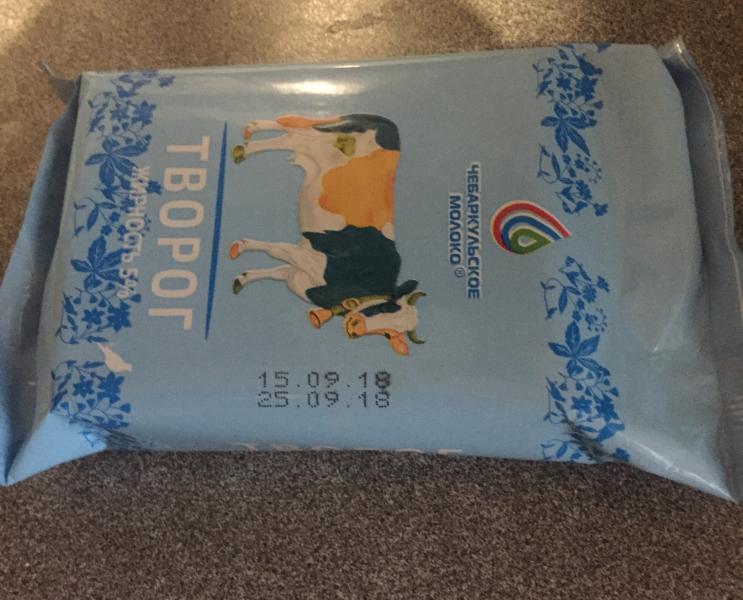 ЧЕБАРКУЛЬСКОЕ
МОЛОКО®
ТВОРОГ
ЖИРНОСТЬ 5%
15.09.18
25.09.18